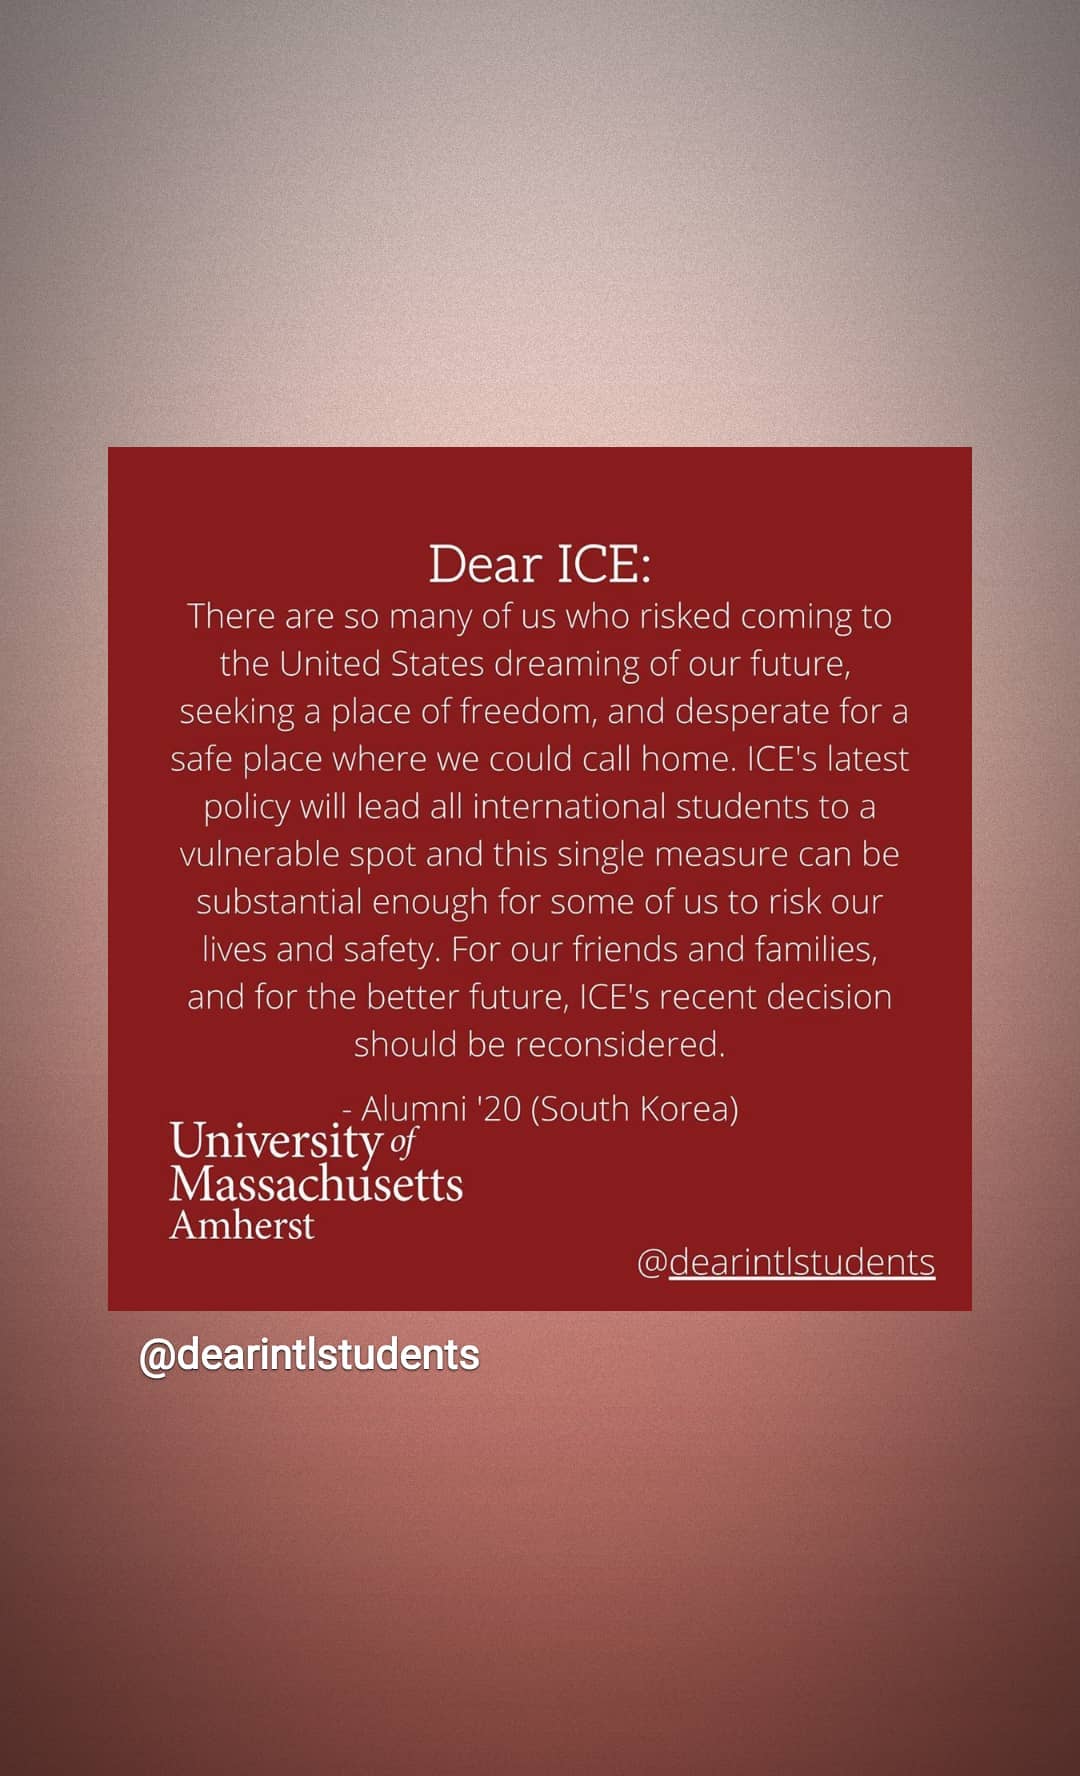 Dear ICE:
There are so many of us who risked coming to
the United States dreaming of our future,
seeking a place of freedom, and desperate for a
safe place where we could call home. ICE's latest
policy will lead all international students to a
vulnerable spot and this single measure can be
substantial enough for some of us to risk our
lives and safety. For our friends and families,
and for the better future, ICE's recent decision
should be reconsidered.
- Alumni '20 (South Korea)
University of
Massachusetts
Amherst
@dearintlstudents
@dearintlstudents